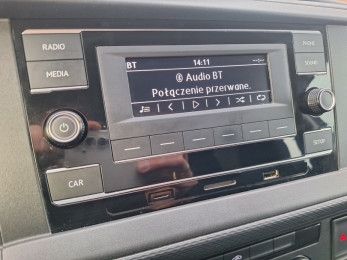 RADIO
MEDIA
CAR
BT 14:11
Audio BT
Połączenie przerwane.
PHONE
SOUND
SETUP